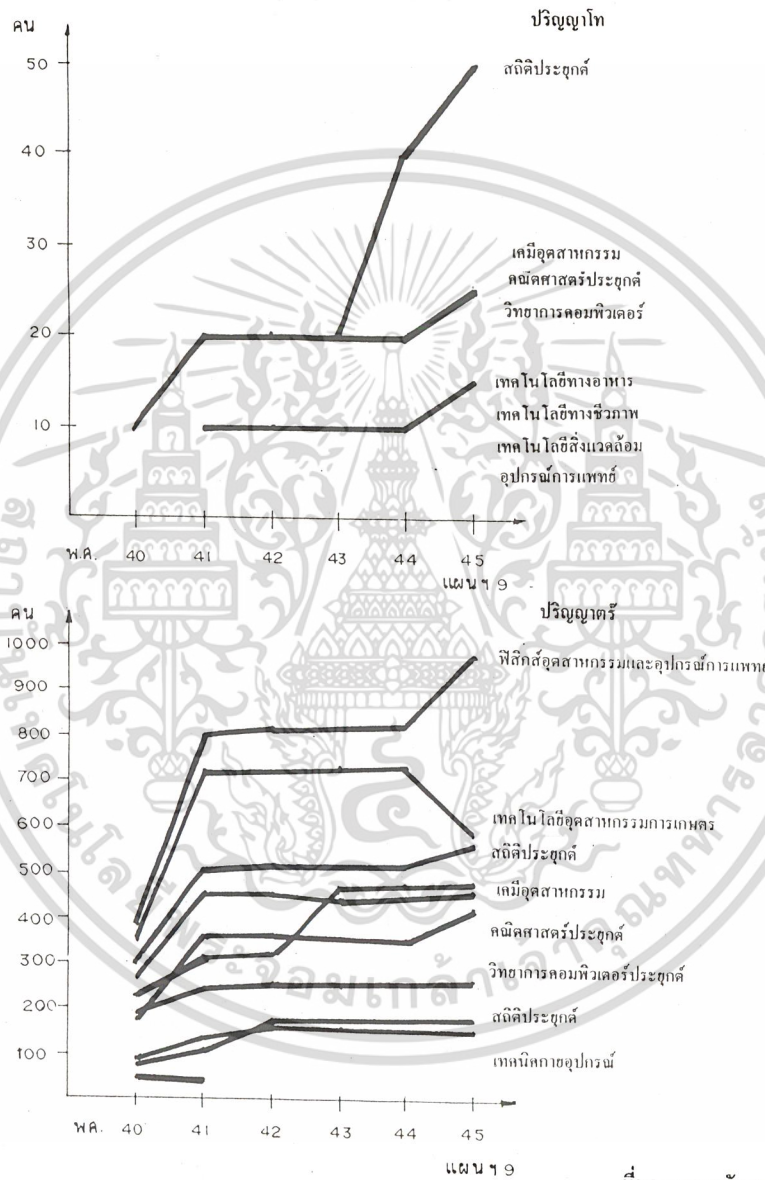 คน
ปริญญาโท
50
สถิติประยุกต์
40
30
เคมีอุตสาหกรรม
คณิตศาสตร์ประยุกต์
วิทยาการคอมพิวเตอร์
20
เทคโนโลยีทางอาหาร
เทคโนโลยีทางชีวภาพ
10
เทคโนโลยีสิ่งแวดล้อม
อุปกรณ์การแพทย์
พ.ศ. 40 41 42 43 44 45
แผนฯ 9
คน
ปริญญาตรี
1000
ฟิสิกส์อุตสาหกรรมและอุปกรณ์การแพทย์
900
800
700
600
เทคโนโลยีอุตสาหกรรมการเกษตร
สถิติประยุกต์
500
เคมีอุตสาหกรรม
400
คณิตศาสตร์ประยุกต์
300
วิทยาการคอมพิวเตอร์ประยุกต์
200
สถิติประยุกต์
100
เทคนิคกายอุปกรณ์
พ.ศ. 40 41 42 43 44 45
แผนฯ 9